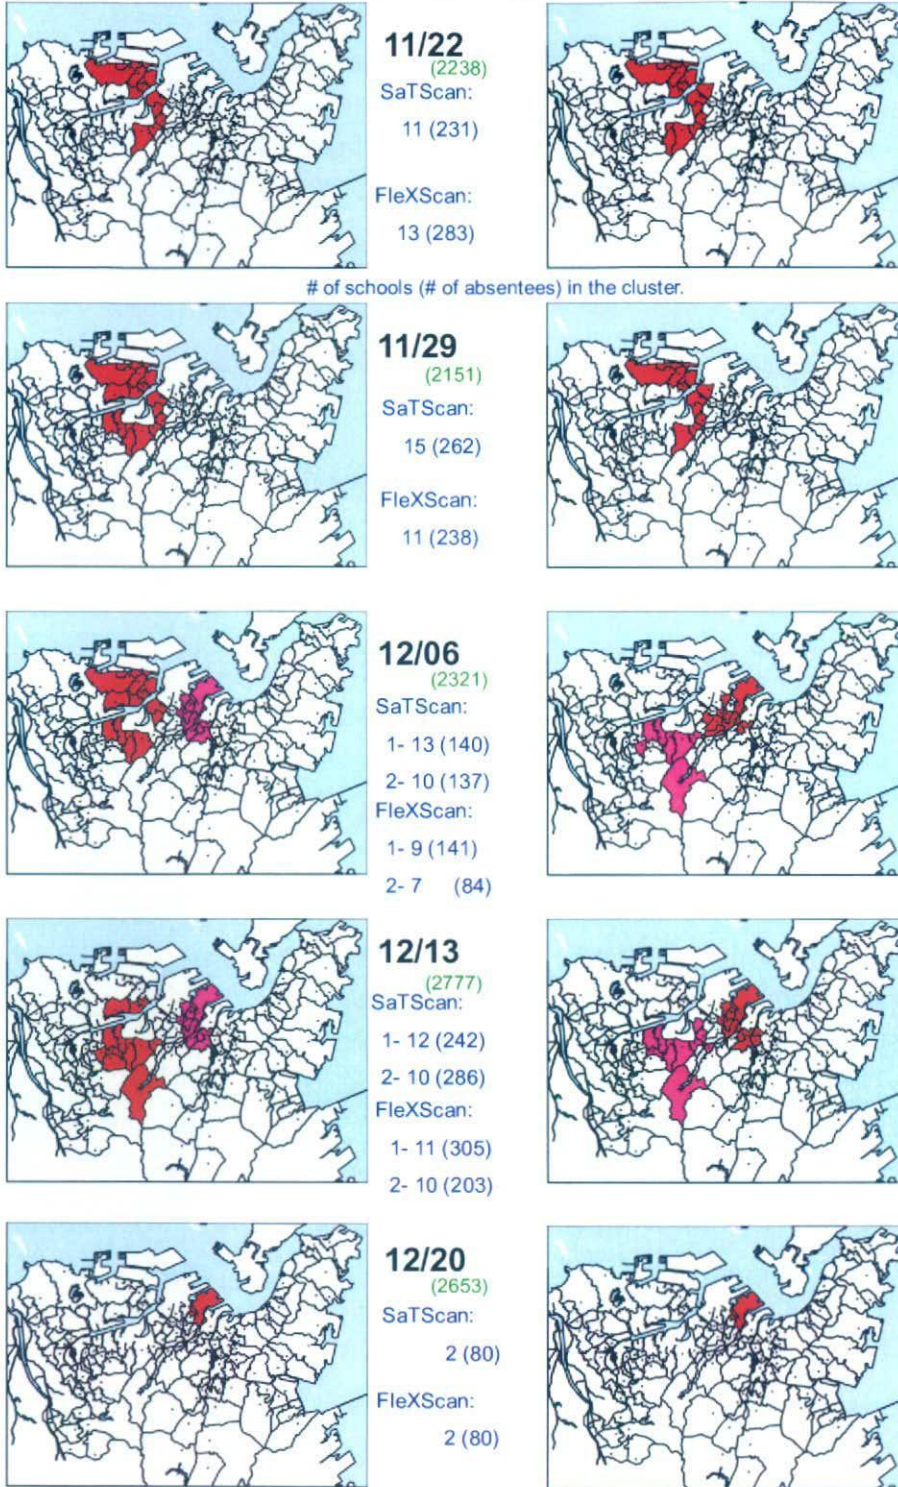 11/22
(2238)
SaTScan:
11 (231)
FleXScan:
13 (283)
# of schools (# of absentees) in the cluster.
11/29
(2151)
SaTScan:
15 (262)
FleXScan:
11 (238)
12/06
(2321)
SaTScan:
1- 13 (140)
2- 10 (137)
FleXScan:
1- 9 (141)
2- 7 (84)
12/13
(2777)
SaTScan:
1- 12 (242)
2- 10 (286)
FleXScan:
1- 11 (305)
2- 10 (203)
12/20
(2653)
SaTScan:
2 (80)
FleXScan:
2 (80)